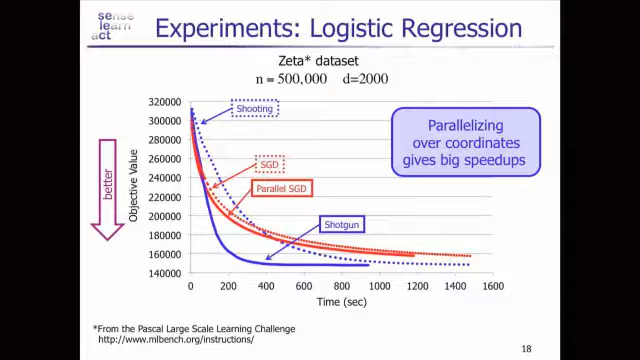 sense
learn
act
Experiments: Logistic Regression
Zeta* dataset
n = 500,000 d=2000
320000
300000
280000
260000
240000
220000
200000
180000
160000
140000
Objective Value
better
Shooting
SGD
Parallel SGD
Shotgun
Parallelizing
over coordinates
gives big speedups
0 200 400 600 800 1000 1200 1400 1600
Time (sec)
*From the Pascal Large Scale Learning Challenge
http://www.mlbench.org/instructions/
18